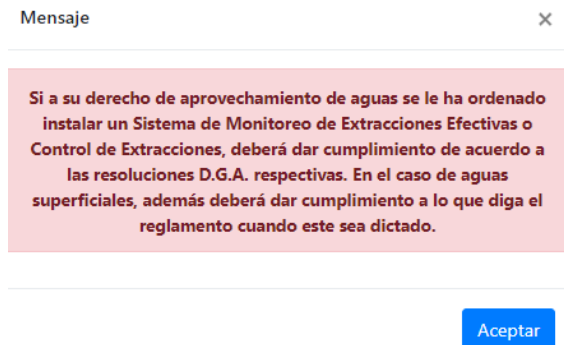 Mensaje
×
Si a su derecho de aprovechamiento de aguas se le ha ordenado
instalar un Sistema de Monitoreo de Extracciones Efectivas o
Control de Extracciones, deberá dar cumplimiento de acuerdo a
las resoluciones D.G.A. respectivas. En el caso de aguas
superficiales, además deberá dar cumplimiento a lo que diga el
reglamento cuando este sea dictado.
Aceptar